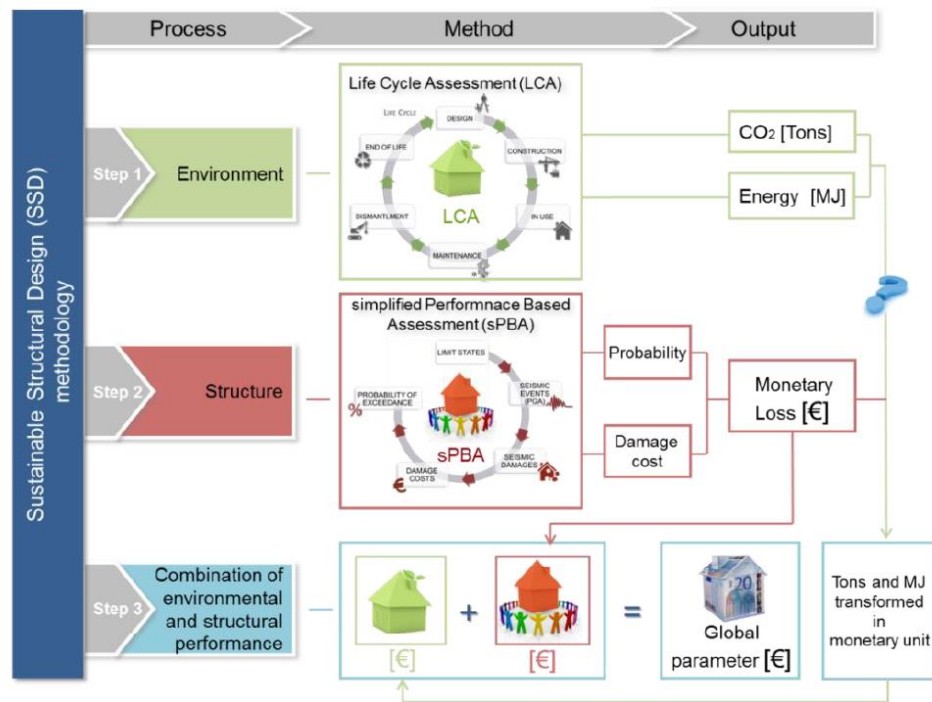 Process
Method
Output
Sustainable Structural Design (SSD)
methodology
Step 1
Environment
Life Cycle Assessment (LCA)
LIFE CYCLE
DESIGN
CONSTRUCTION
IN USE
MAINTENANCE
DISMANTLMENT
END OF LIFE
LCA
CO₂ [Tons]
Energy [MJ]
?
Step 2
Structure
simplified Performnace Based
Assessment (sPBA)
LIMIT STATES
SEISMIC
EVENTS
(PGA)
SEISMIC
DAMAGES
DAMAGE
COSTS
€
PROBABILITY OF
EXCEEDANCE
%
sPBA
Probability
Damage
cost
Monetary
Loss [€]
Step 3
Combination of
environmental
and structural
performance
[€]
+
[€]
=
20
Global
parameter [€]
Tons and MJ
transformed
in
monetary unit